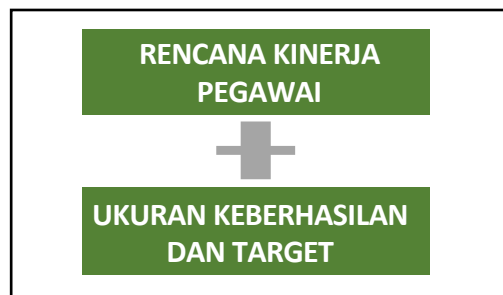 RENCANA KINERJA
PEGAWAI
UKURAN KEBERHASILAN
DAN TARGET